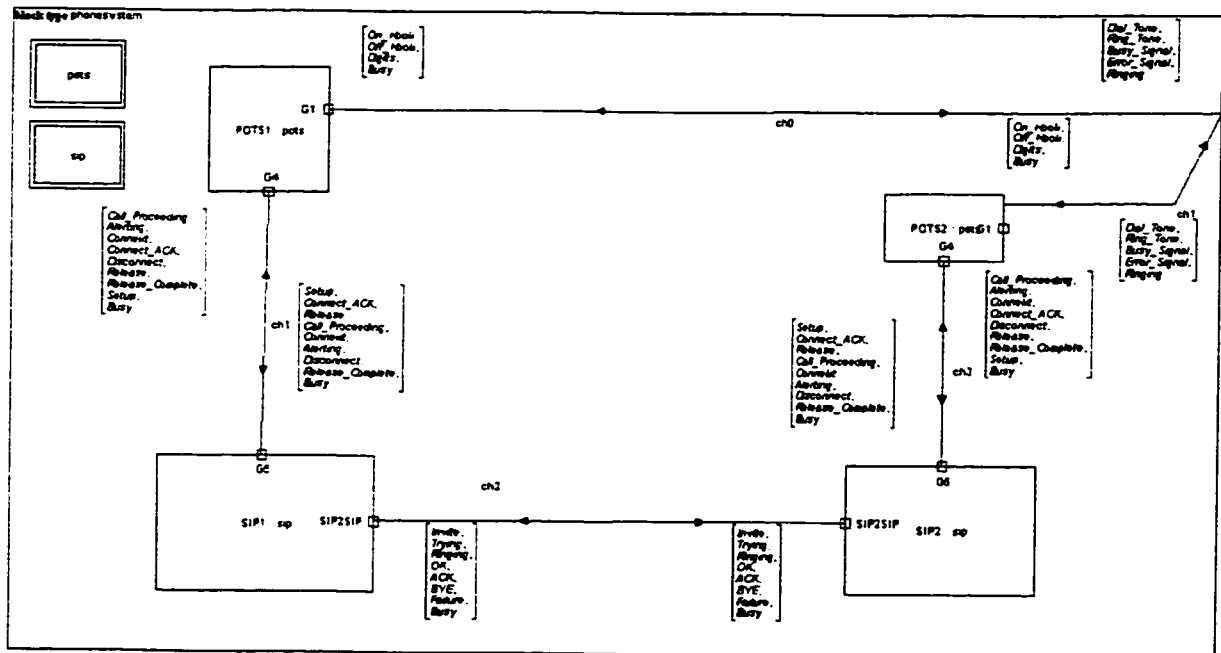 block type phonesystem
pots
sip
On_Hook,
Off_Hook,
Digits,
Busy
Dial_Tone,
Ring_Tone,
Busy_Signal,
Error_Signal,
Ringing
G1
POTS1 pots
G4
ch0
On_Hook,
Off_Hook,
Digits,
Busy
ch1
Dial_Tone,
Ring_Tone,
Busy_Signal,
Error_Signal,
Ringing
POTS2 : potsG1
G4
Call_Proceeding
Alerting,
Connect,
Connect_ACK,
Disconnect,
Release,
Release_Complete,
Setup,
Busy
ch1
Setup,
Connect_ACK,
Release
Call_Proceeding,
Connect,
Alerting,
Disconnect
Release_Complete,
Busy
Setup,
Connect_ACK,
Release,
Call_Proceeding,
Connect
Alerting,
Disconnect,
Release_Complete,
Busy
ch3
Call_Proceeding,
Alerting,
Connect,
Connect_ACK,
Disconnect,
Release,
Release_Complete,
Setup,
Busy
G6
SIP1 sip SIP2SIP
ch2
Invite,
Trying,
Ringing,
OK,
ACK,
BYE,
Failure,
Busy
Invite,
Trying,
Ringing,
OK,
ACK,
BYE,
Failure,
Busy
G6
SIP2SIP SIP2 sip